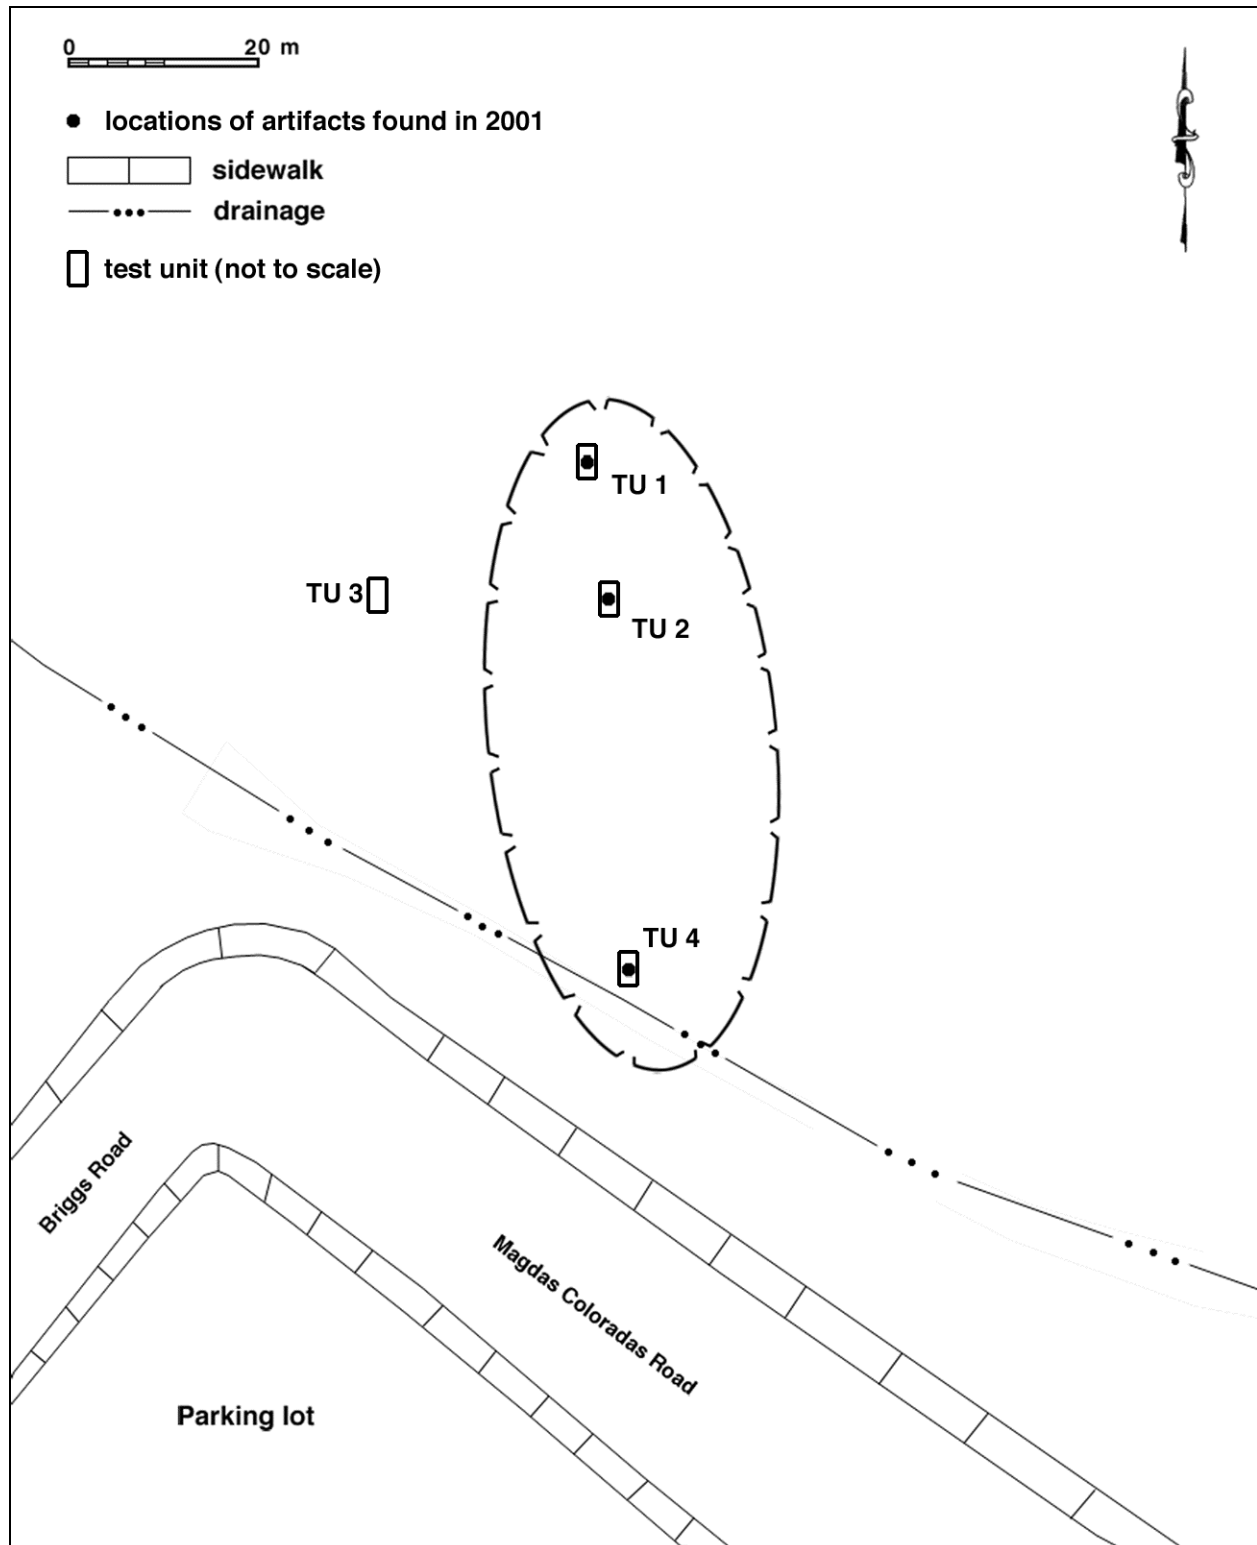 0 20 m
locations of artifacts found in 2001
sidewalk
drainage
test unit (not to scale)
TU 1
TU 3
TU 2
TU 4
Briggs Road
Magdas Coloradas Road
Parking lot